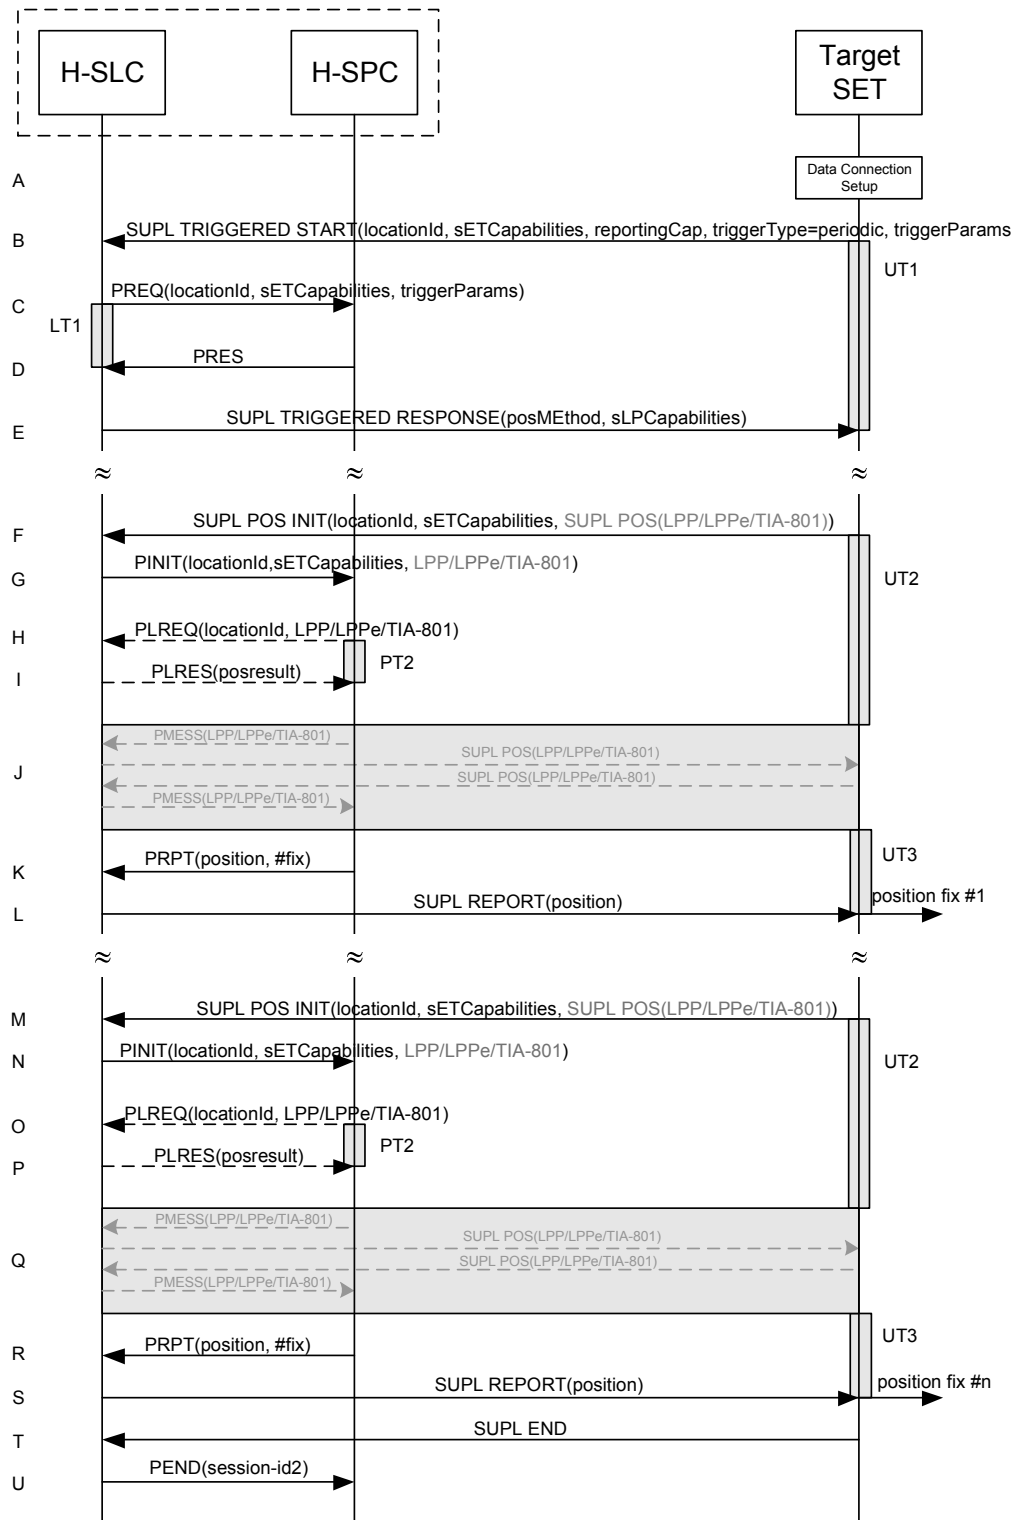 H-SLC
H-SPC
Target
SET
A
Data Connection
Setup
B
SUPL TRIGGERED START(locationId, sETCapabilities, reportingCap, triggerType=periodic, triggerParams
UT1
C
PREQ(locationId, sETCapabilities, triggerParams)
LT1
D
PRES
E
SUPL TRIGGERED RESPONSE(posMEthod, sLPCapabilities)
≈ ≈ ≈
F
SUPL POS INIT(locationId, sETCapabilities, SUPL POS(LPP/LPPe/TIA-801))
G
PINIT(locationId,sETCapabilities, LPP/LPPe/TIA-801)
UT2
H
PLREQ(locationId, LPP/LPPe/TIA-801)
I
PLRES(posresult)
PT2
J
PMESS(LPP/LPPe/TIA-801)
SUPL POS(LPP/LPPe/TIA-801)
SUPL POS(LPP/LPPe/TIA-801)
PMESS(LPP/LPPe/TIA-801)
K
PRPT(position, #fix)
UT3
L
SUPL REPORT(position)
position fix #1
≈ ≈ ≈
M
SUPL POS INIT(locationId, sETCapabilities, SUPL POS(LPP/LPPe/TIA-801))
N
PINIT(locationId, sETCapabilities, LPP/LPPe/TIA-801)
UT2
O
PLREQ(locationId, LPP/LPPe/TIA-801)
P
PLRES(posresult)
PT2
Q
PMESS(LPP/LPPe/TIA-801)
SUPL POS(LPP/LPPe/TIA-801)
SUPL POS(LPP/LPPe/TIA-801)
PMESS(LPP/LPPe/TIA-801)
R
PRPT(position, #fix)
UT3
S
SUPL REPORT(position)
position fix #n
T
SUPL END
U
PEND(session-id2)